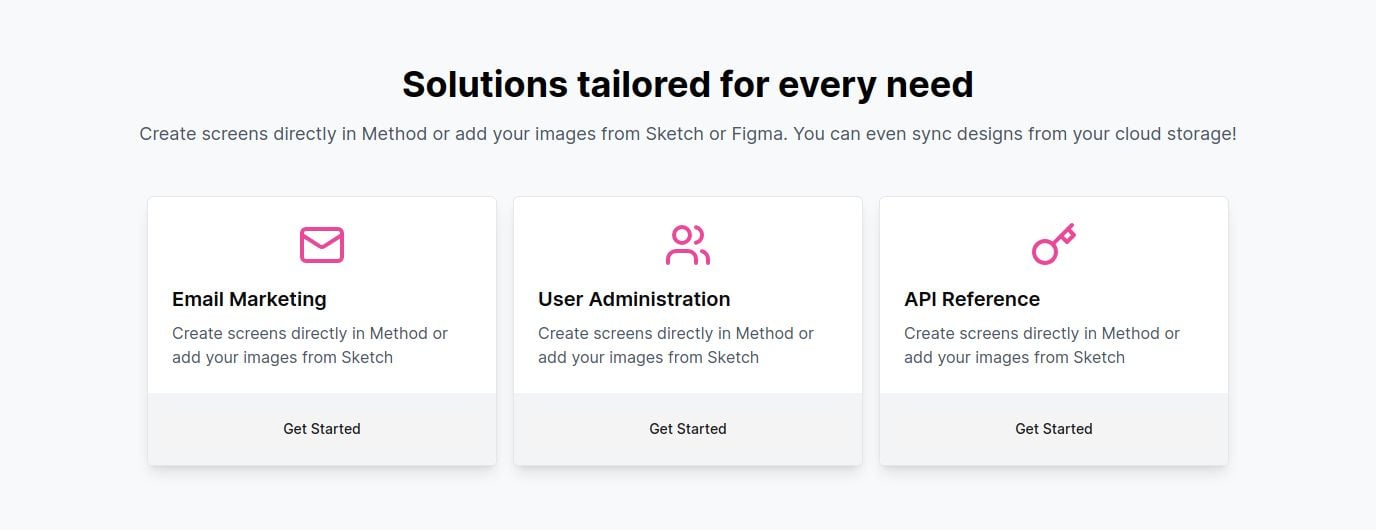 Solutions tailored for every need
Create screens directly in Method or add your images from Sketch or Figma. You can even sync designs from your cloud storage!
Email Marketing
Create screens directly in Method or
add your images from Sketch
Get Started
User Administration
Create screens directly in Method or
add your images from Sketch
Get Started
API Reference
Create screens directly in Method or
add your images from Sketch
Get Started